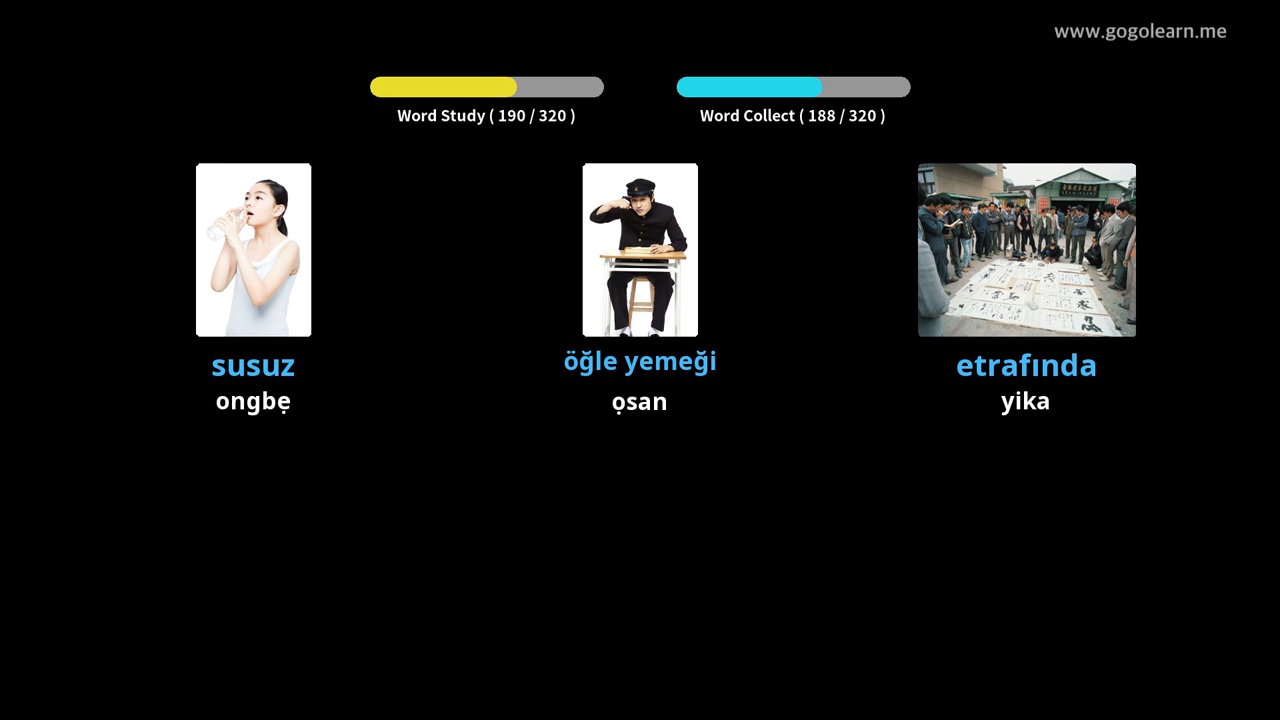 www.gogolearn.me
Word Study ( 190 / 320 )
Word Collect ( 188 / 320 )
susuz
ongbẹ
öğle yemeği
ọsan
etrafında
yika